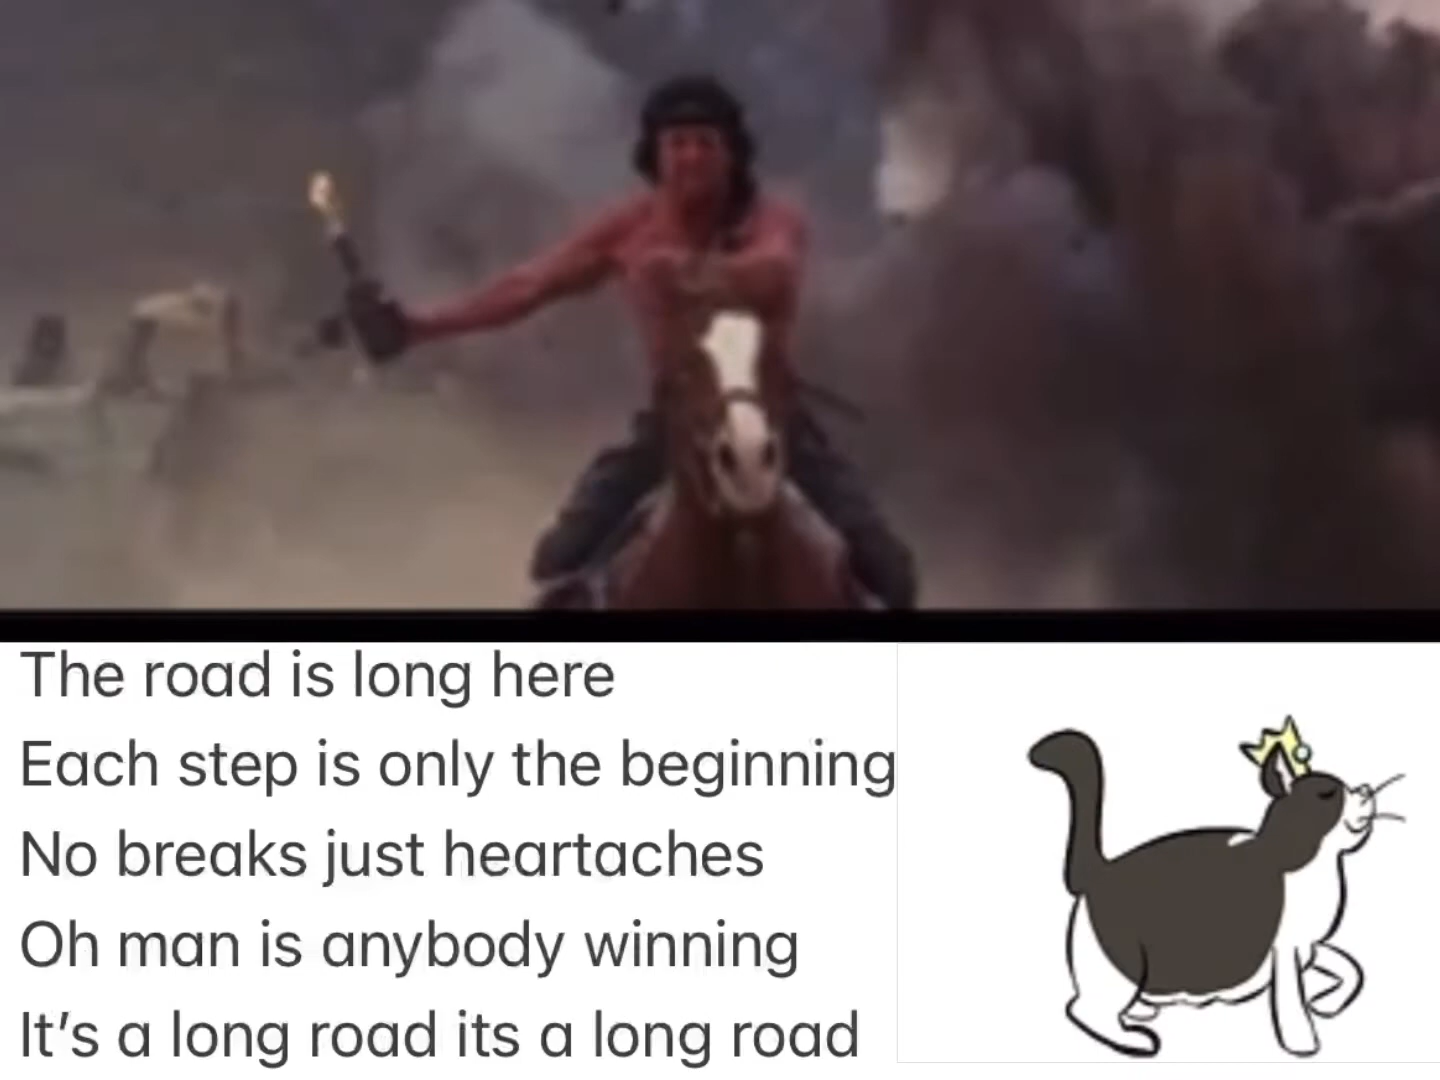 The road is long here
Each step is only the beginning
No breaks just heartaches
Oh man is anybody winning
It's a long road its a long road